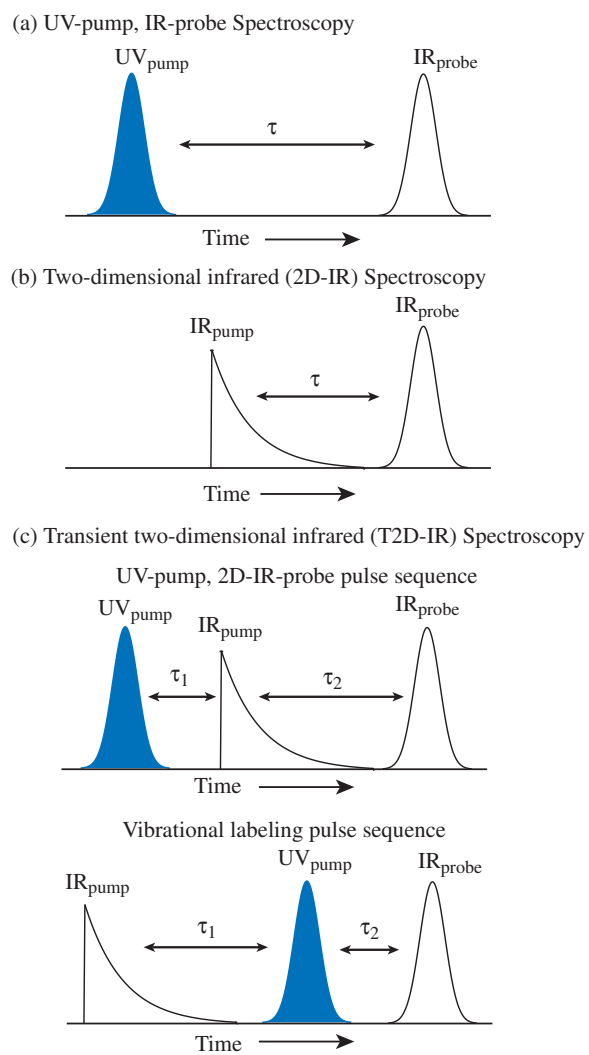 (a) UV-pump, IR-probe Spectroscopy
UVpump
IRprobe
τ
Time
(b) Two-dimensional infrared (2D-IR) Spectroscopy
IRpump
IRprobe
τ
Time
(c) Transient two-dimensional infrared (T2D-IR) Spectroscopy
UV-pump, 2D-IR-probe pulse sequence
UVpump
IRpump
IRprobe
τ1
τ2
Time
Vibrational labeling pulse sequence
IRpump
UVpump
IRprobe
τ1
τ2
Time